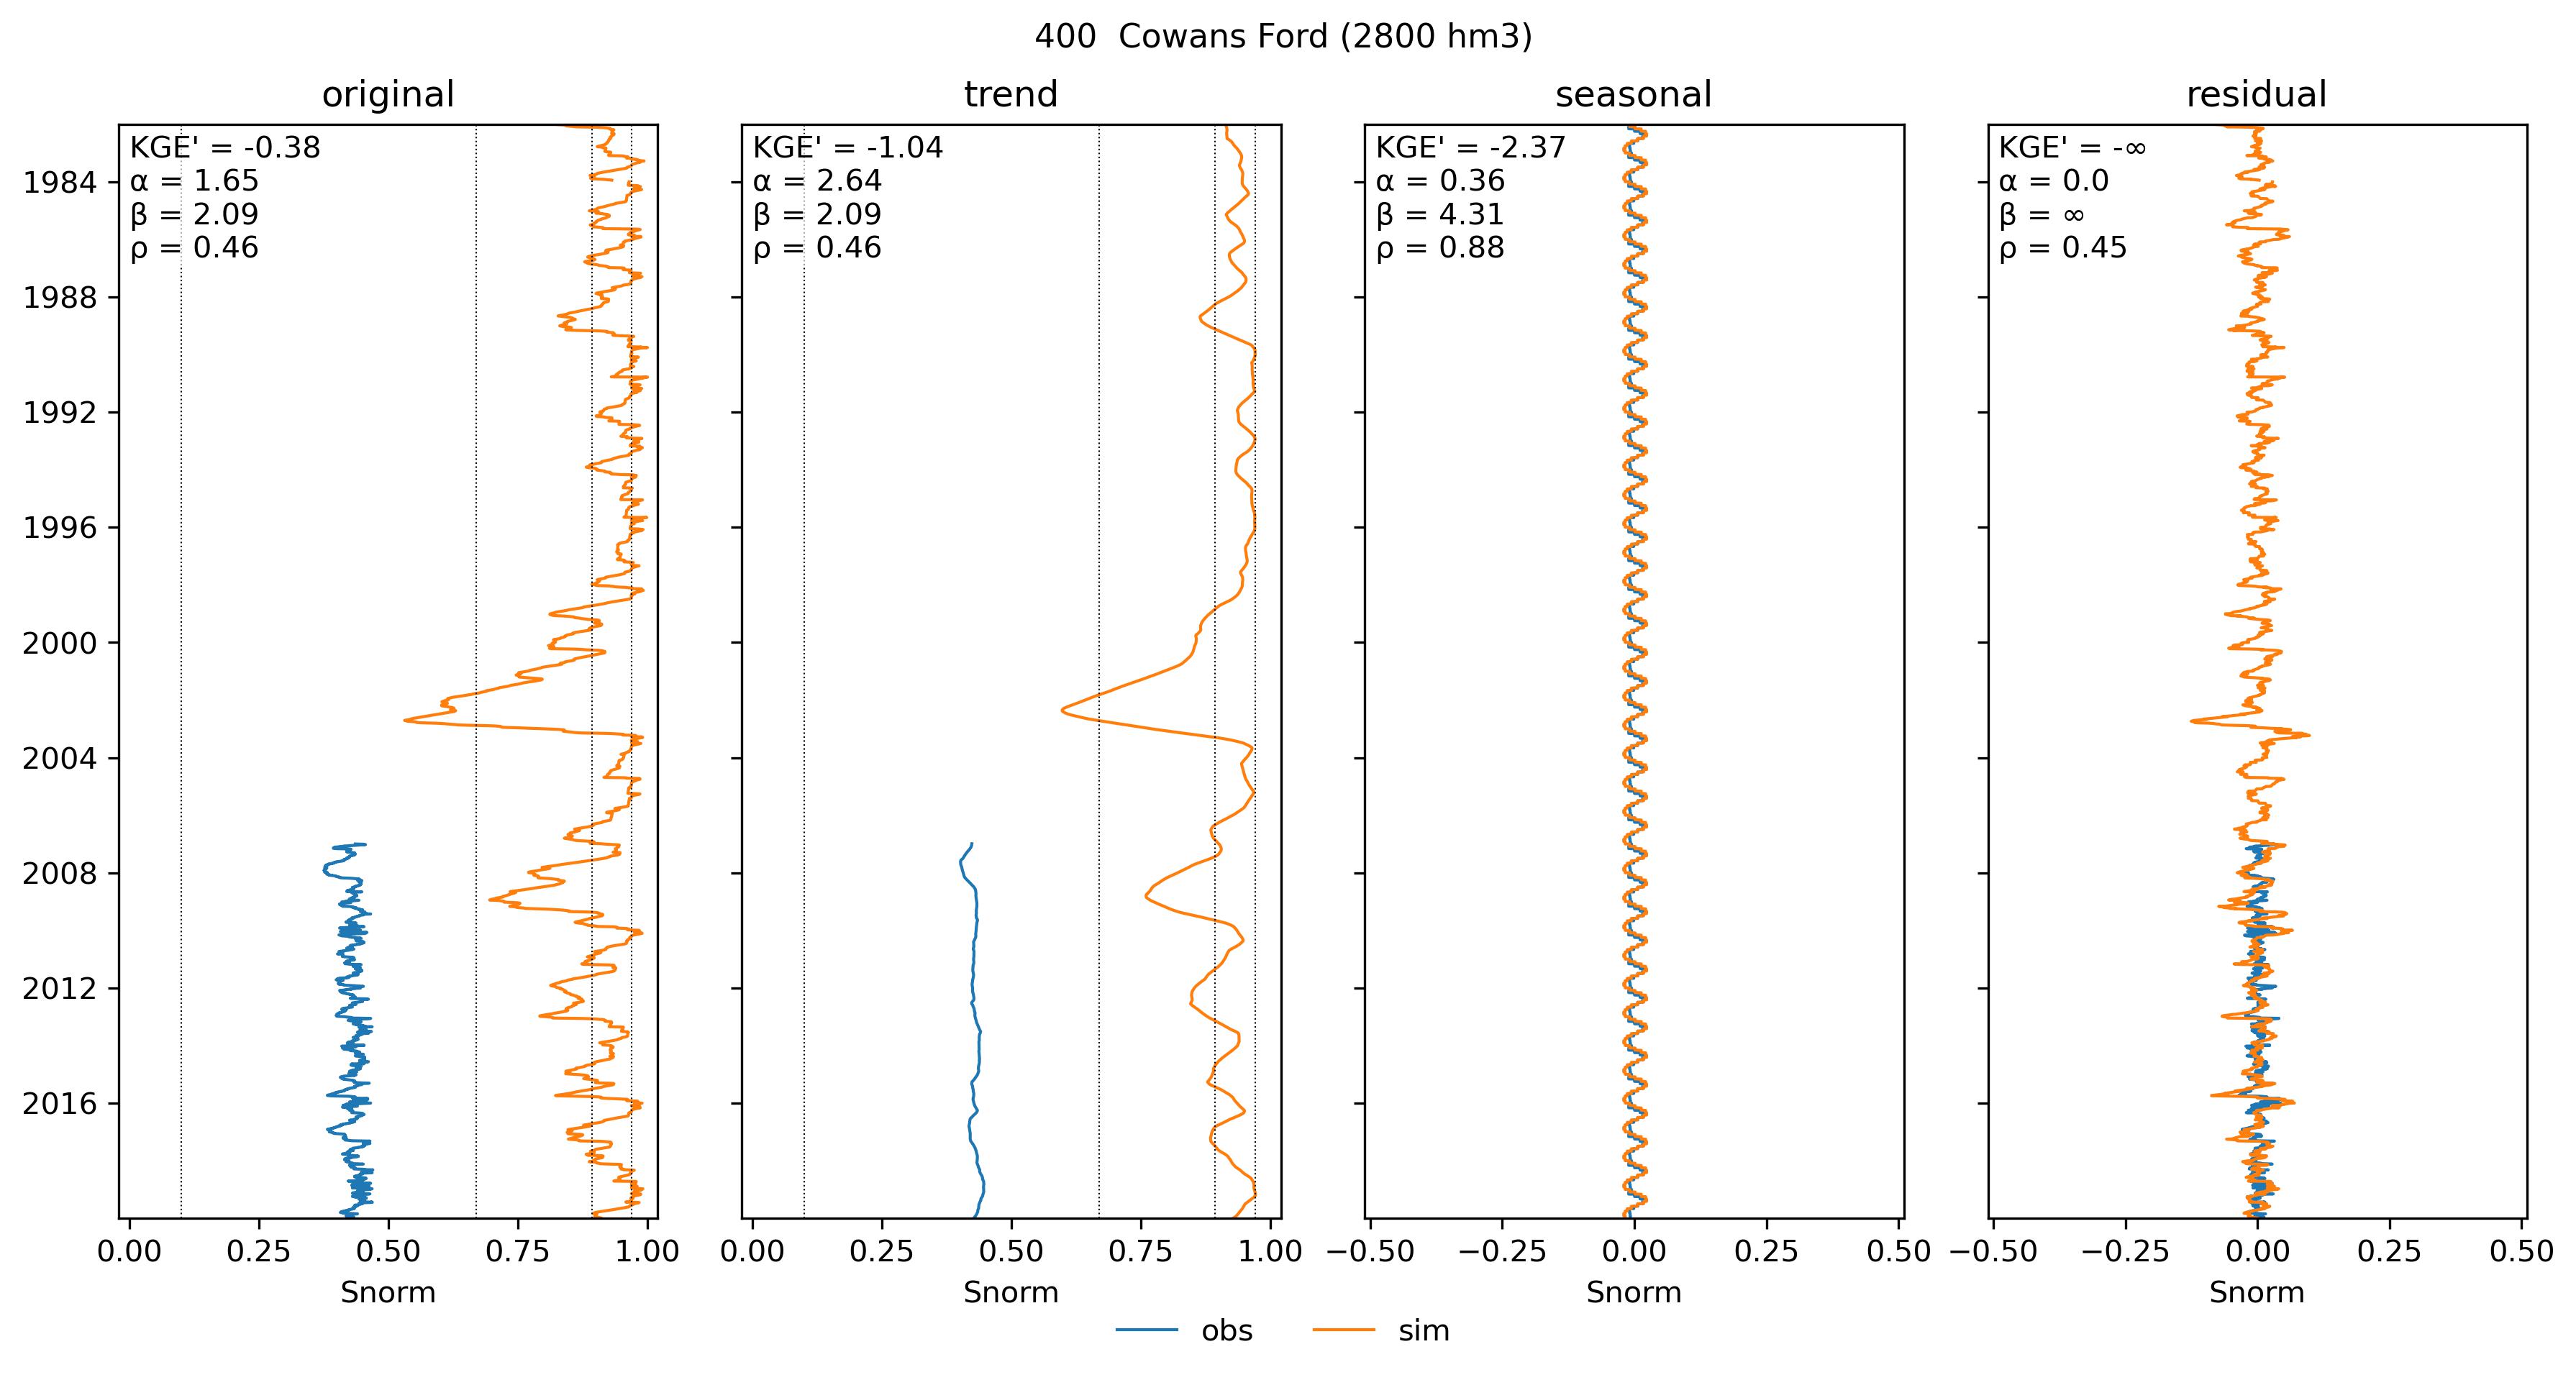 400  Cowans Ford (2800 hm3)
original
trend
seasonal
residual
KGE' = -0.38
α = 1.65
β = 2.09
ρ = 0.46
KGE' = -1.04
α = 2.64
β = 2.09
ρ = 0.46
KGE' = -2.37
α = 0.36
β = 4.31
ρ = 0.88
KGE' = -∞
α = 0.0
β = ∞
ρ = 0.45
1984
1988
1992
1996
2000
2004
2008
2012
2016
0.00 0.25 0.50 0.75 1.00
0.00 0.25 0.50 0.75 1.00
−0.50 −0.25 0.00 0.25 0.50
−0.50 −0.25 0.00 0.25 0.50
Snorm
Snorm
Snorm
Snorm
obs
sim